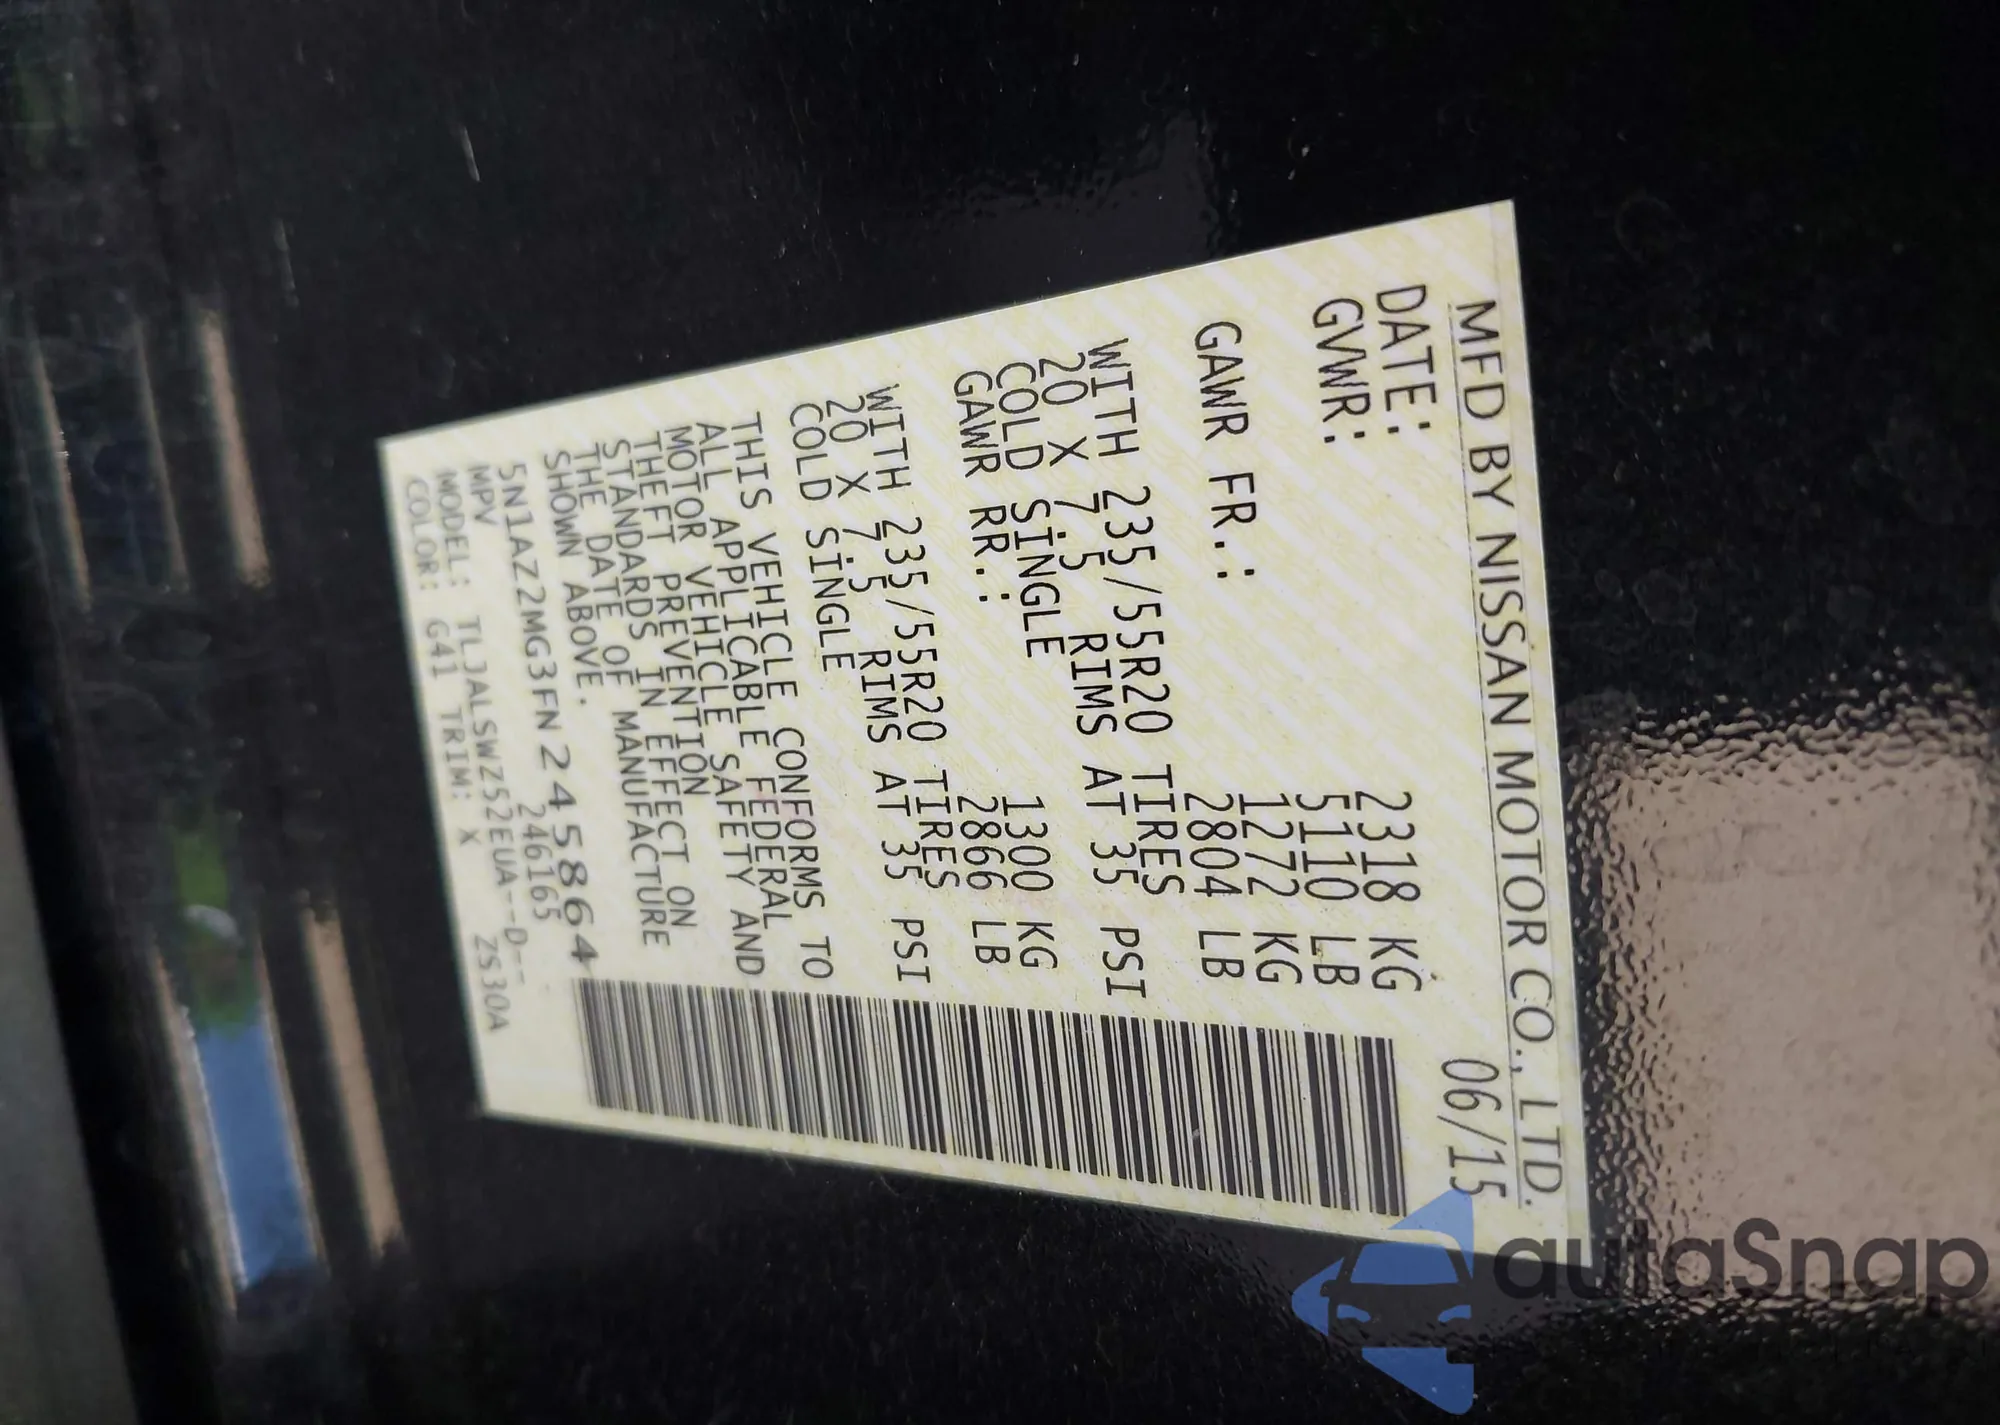 MFD BY NISSAN MOTOR CO., LTD.
DATE: 06/15
GVWR: 2318 KG
5110 LB
GAWR FR.: 1272 KG
2804 LB
WITH 235/55R20 TIRES
20 X 7.5 RIMS AT 35 PSI
COLD SINGLE
GAWR RR.: 1300 KG
2866 LB
WITH 235/55R20 TIRES
20 X 7.5 RIMS AT 35 PSI
COLD SINGLE
THIS VEHICLE CONFORMS TO
ALL APPLICABLE FEDERAL
MOTOR VEHICLE SAFETY AND
THEFT PREVENTION
STANDARDS IN EFFECT ON
THE DATE OF MANUFACTURE
SHOWN ABOVE.
5N1AZ2MG3FN245864
MPV 246165
MODEL: TLJALSWZ52EUA--D--
COLOR: G41 TRIM: X 2S30A
autaSnap